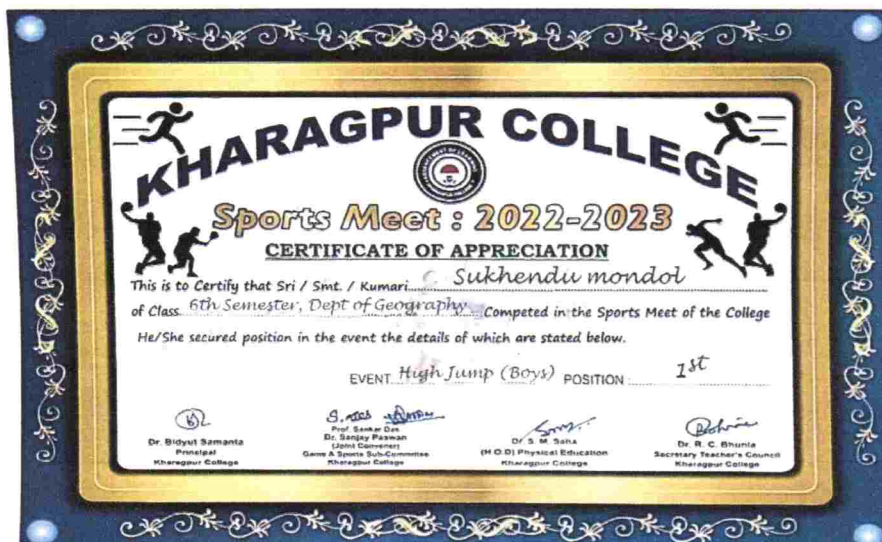 KHARAGPUR COLLEGE
Sports Meet : 2022-2023
CERTIFICATE OF APPRECIATION
This is to Certify that Sri / Smt. / Kumari Sukhendu mondol
of Class 6th Semester, Dept of Geography Competed in the Sports Meet of the College
He/She secured position in the event the details of which are stated below.
EVENT High Jump (Boys) POSITION 1st
Dr. Bidyut Samanta
Principal
Kharagpur College
Prof. Sankar Das
Dr. Sanjay Paswan
(Joint Convener)
Game & Sports Sub-Committee
Kharagpur College
Dr. S. M. Saha
(H.O.D) Physical Education
Kharagpur College
Dr. R. C. Bhunia
Secretary Teacher's Council
Kharagpur College